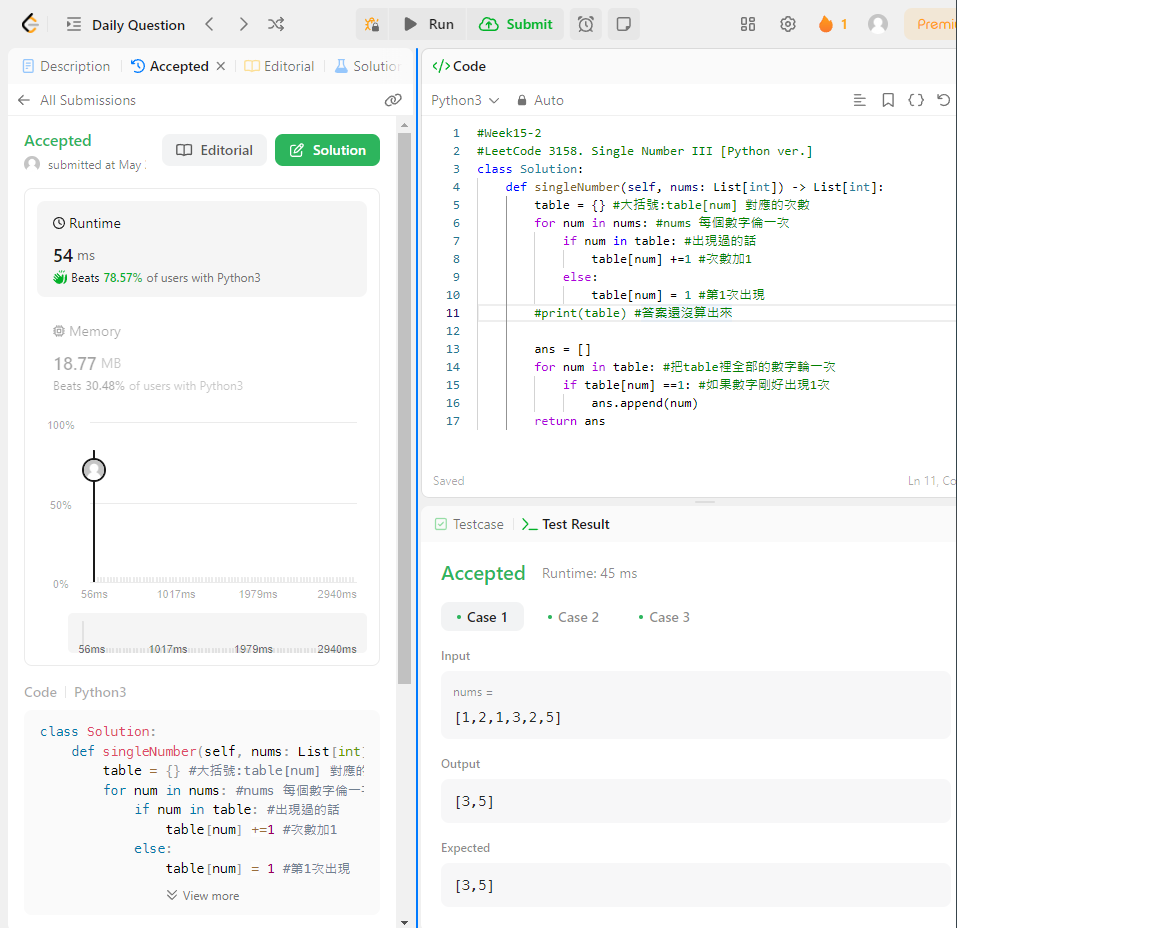 Daily Question
Run
Submit
1
Premi
Description
Accepted
Editorial
Solution
All Submissions
Accepted
submitted at May
Editorial
Solution
Runtime
54 ms
Beats 78.57% of users with Python3
Memory
18.77 MB
Beats 30.48% of users with Python3
100%
50%
0%
56ms 1017ms 1979ms 2940ms
56ms 1017ms 1979ms 2940ms
Code
Python3
class Solution:
def singleNumber(self, nums: List[int]
table = {} #大括號:table[num] 對應的
for num in nums: #nums 每個數字倫一
if num in table: #出現過的話
table[num] +=1 #次數加1
else:
table[num] = 1 #第1次出現
View more
Code
Python3
Auto
1 #Week15-2
2 #LeetCode 3158. Single Number III [Python ver.]
3 class Solution:
4 def singleNumber(self, nums: List[int]) -> List[int]:
5 table = {} #大括號:table[num] 對應的次數
6 for num in nums: #nums 每個數字倫一次
7 if num in table: #出現過的話
8 table[num] +=1 #次數加1
9 else:
10 table[num] = 1 #第1次出現
11 #print(table) #答案還沒算出來
12
13 ans = []
14 for num in table: #把table裡全部的數字輪一次
15 if table[num] ==1: #如果數字剛好出現1次
16 ans.append(num)
17 return ans
Saved
Ln 11, Co
Testcase
Test Result
Accepted
Runtime: 45 ms
Case 1
Case 2
Case 3
Input
nums =
[1,2,1,3,2,5]
Output
[3,5]
Expected
[3,5]